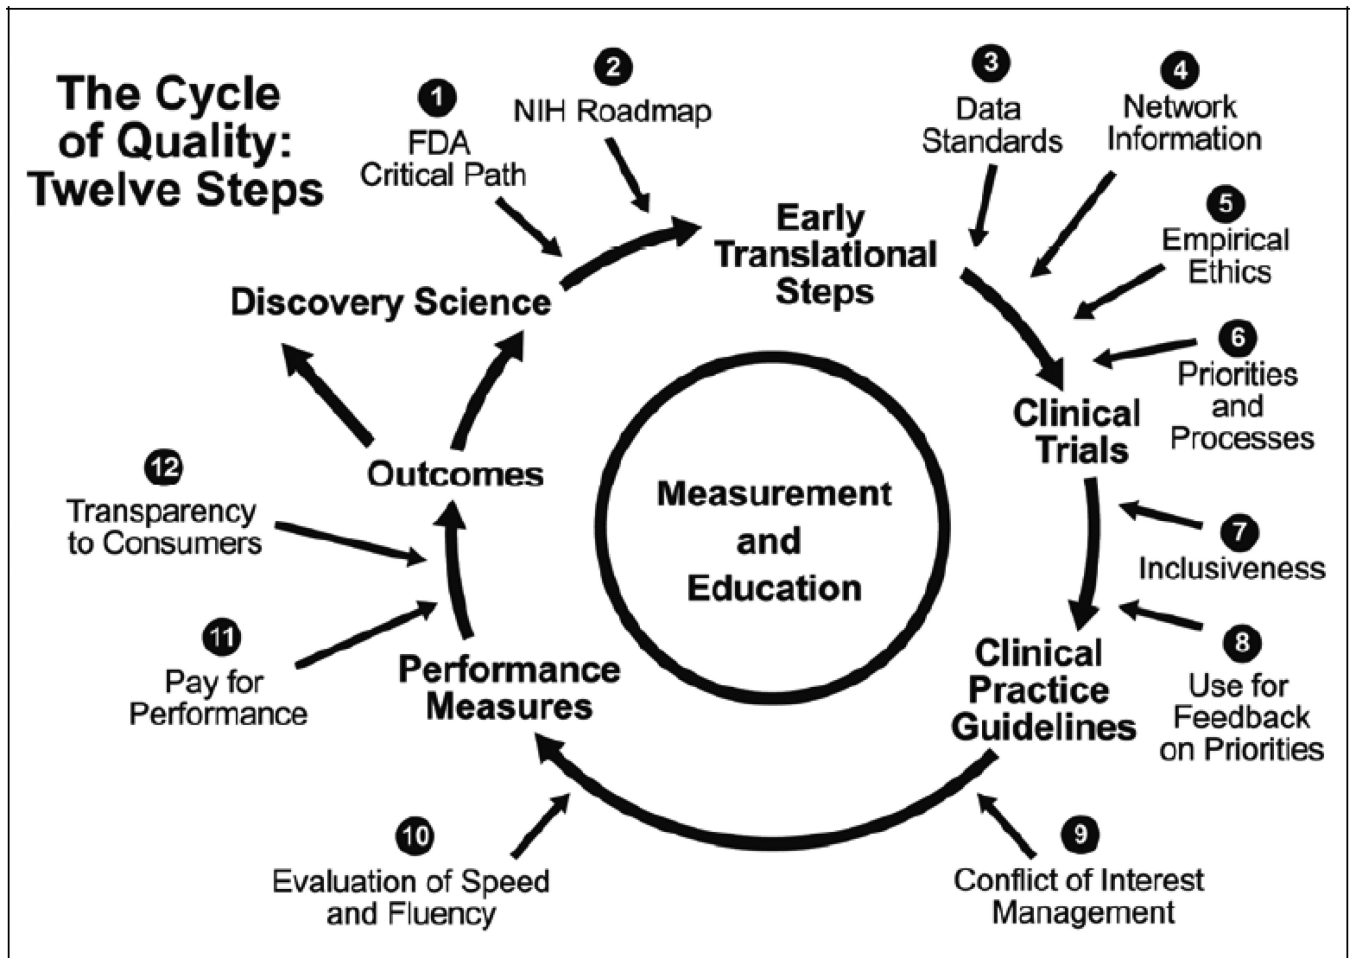 The Cycle
of Quality:
Twelve Steps
1
FDA
Critical Path
2
NIH Roadmap
3
Data
Standards
4
Network
Information
5
Empirical
Ethics
6
Priorities
and
Processes
7
Inclusiveness
8
Use for
Feedback
on Priorities
9
Conflict of Interest
Management
10
Evaluation of Speed
and Fluency
11
Pay for
Performance
12
Transparency
to Consumers
Discovery Science
Early
Translational
Steps
Clinical
Trials
Clinical
Practice
Guidelines
Performance
Measures
Outcomes
Measurement
and
Education